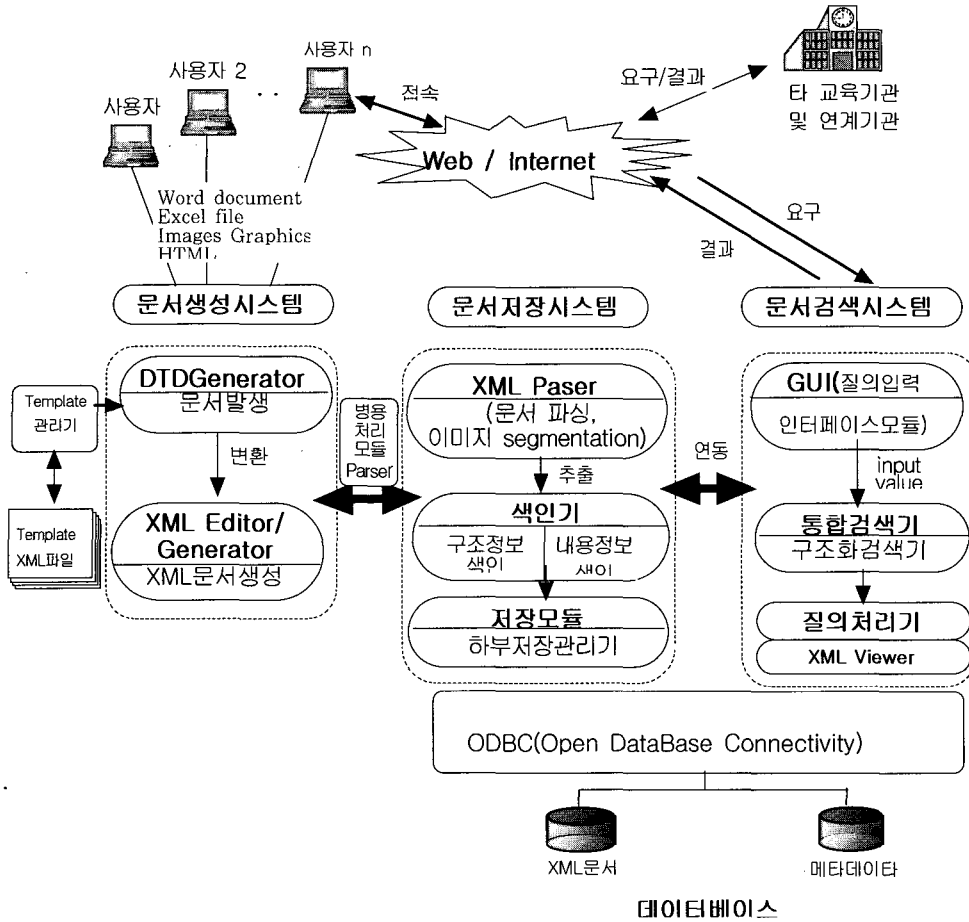 사용자
사용자 2
‥
사용자 n
접속
요구/결과
타 교육기관
및 연계기관
Web / Internet
Word document
Excel file
Images Graphics
HTML
요구
결과
문서생성시스템
문서저장시스템
문서검색시스템
Template
관리기
Template
XML파일
DTDGenerator
문서발생
변환
XML Editor/
Generator
XML문서생성
병용
처리
모듈
Parser
XML Paser
(문서 파싱,
이미지 segmentation)
추출
색인기
구조정보
색인
내용정보
색인
저장모듈
하부저장관리기
연동
GUI(질의입력
인터페이스모듈)
input
value
통합검색기
구조화검색기
질의처리기
XML Viewer
ODBC(Open DataBase Connectivity)
XML문서
메타데이타
데이터베이스